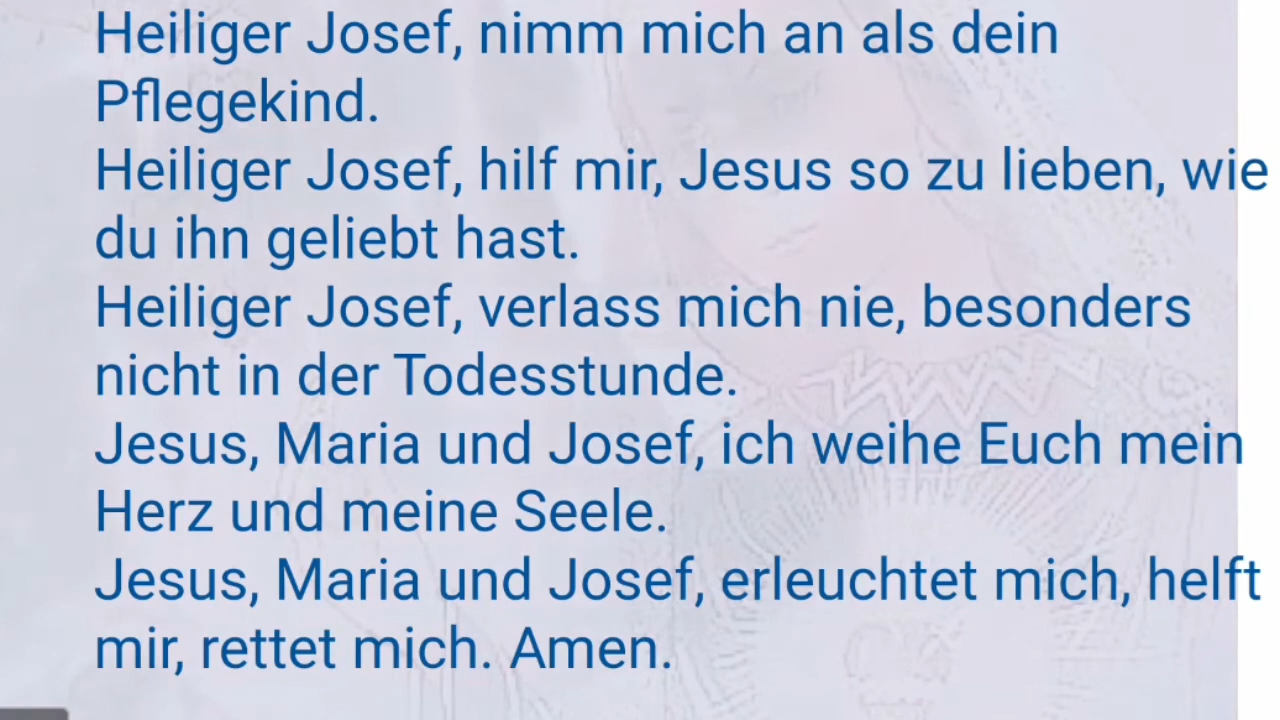 Heiliger Josef, nimm mich an als dein
Pflegekind.
Heiliger Josef, hilf mir, Jesus so zu lieben, wie
du ihn geliebt hast.
Heiliger Josef, verlass mich nie, besonders
nicht in der Todesstunde.
Jesus, Maria und Josef, ich weihe Euch mein
Herz und meine Seele.
Jesus, Maria und Josef, erleuchtet mich, helft
mir, rettet mich. Amen.